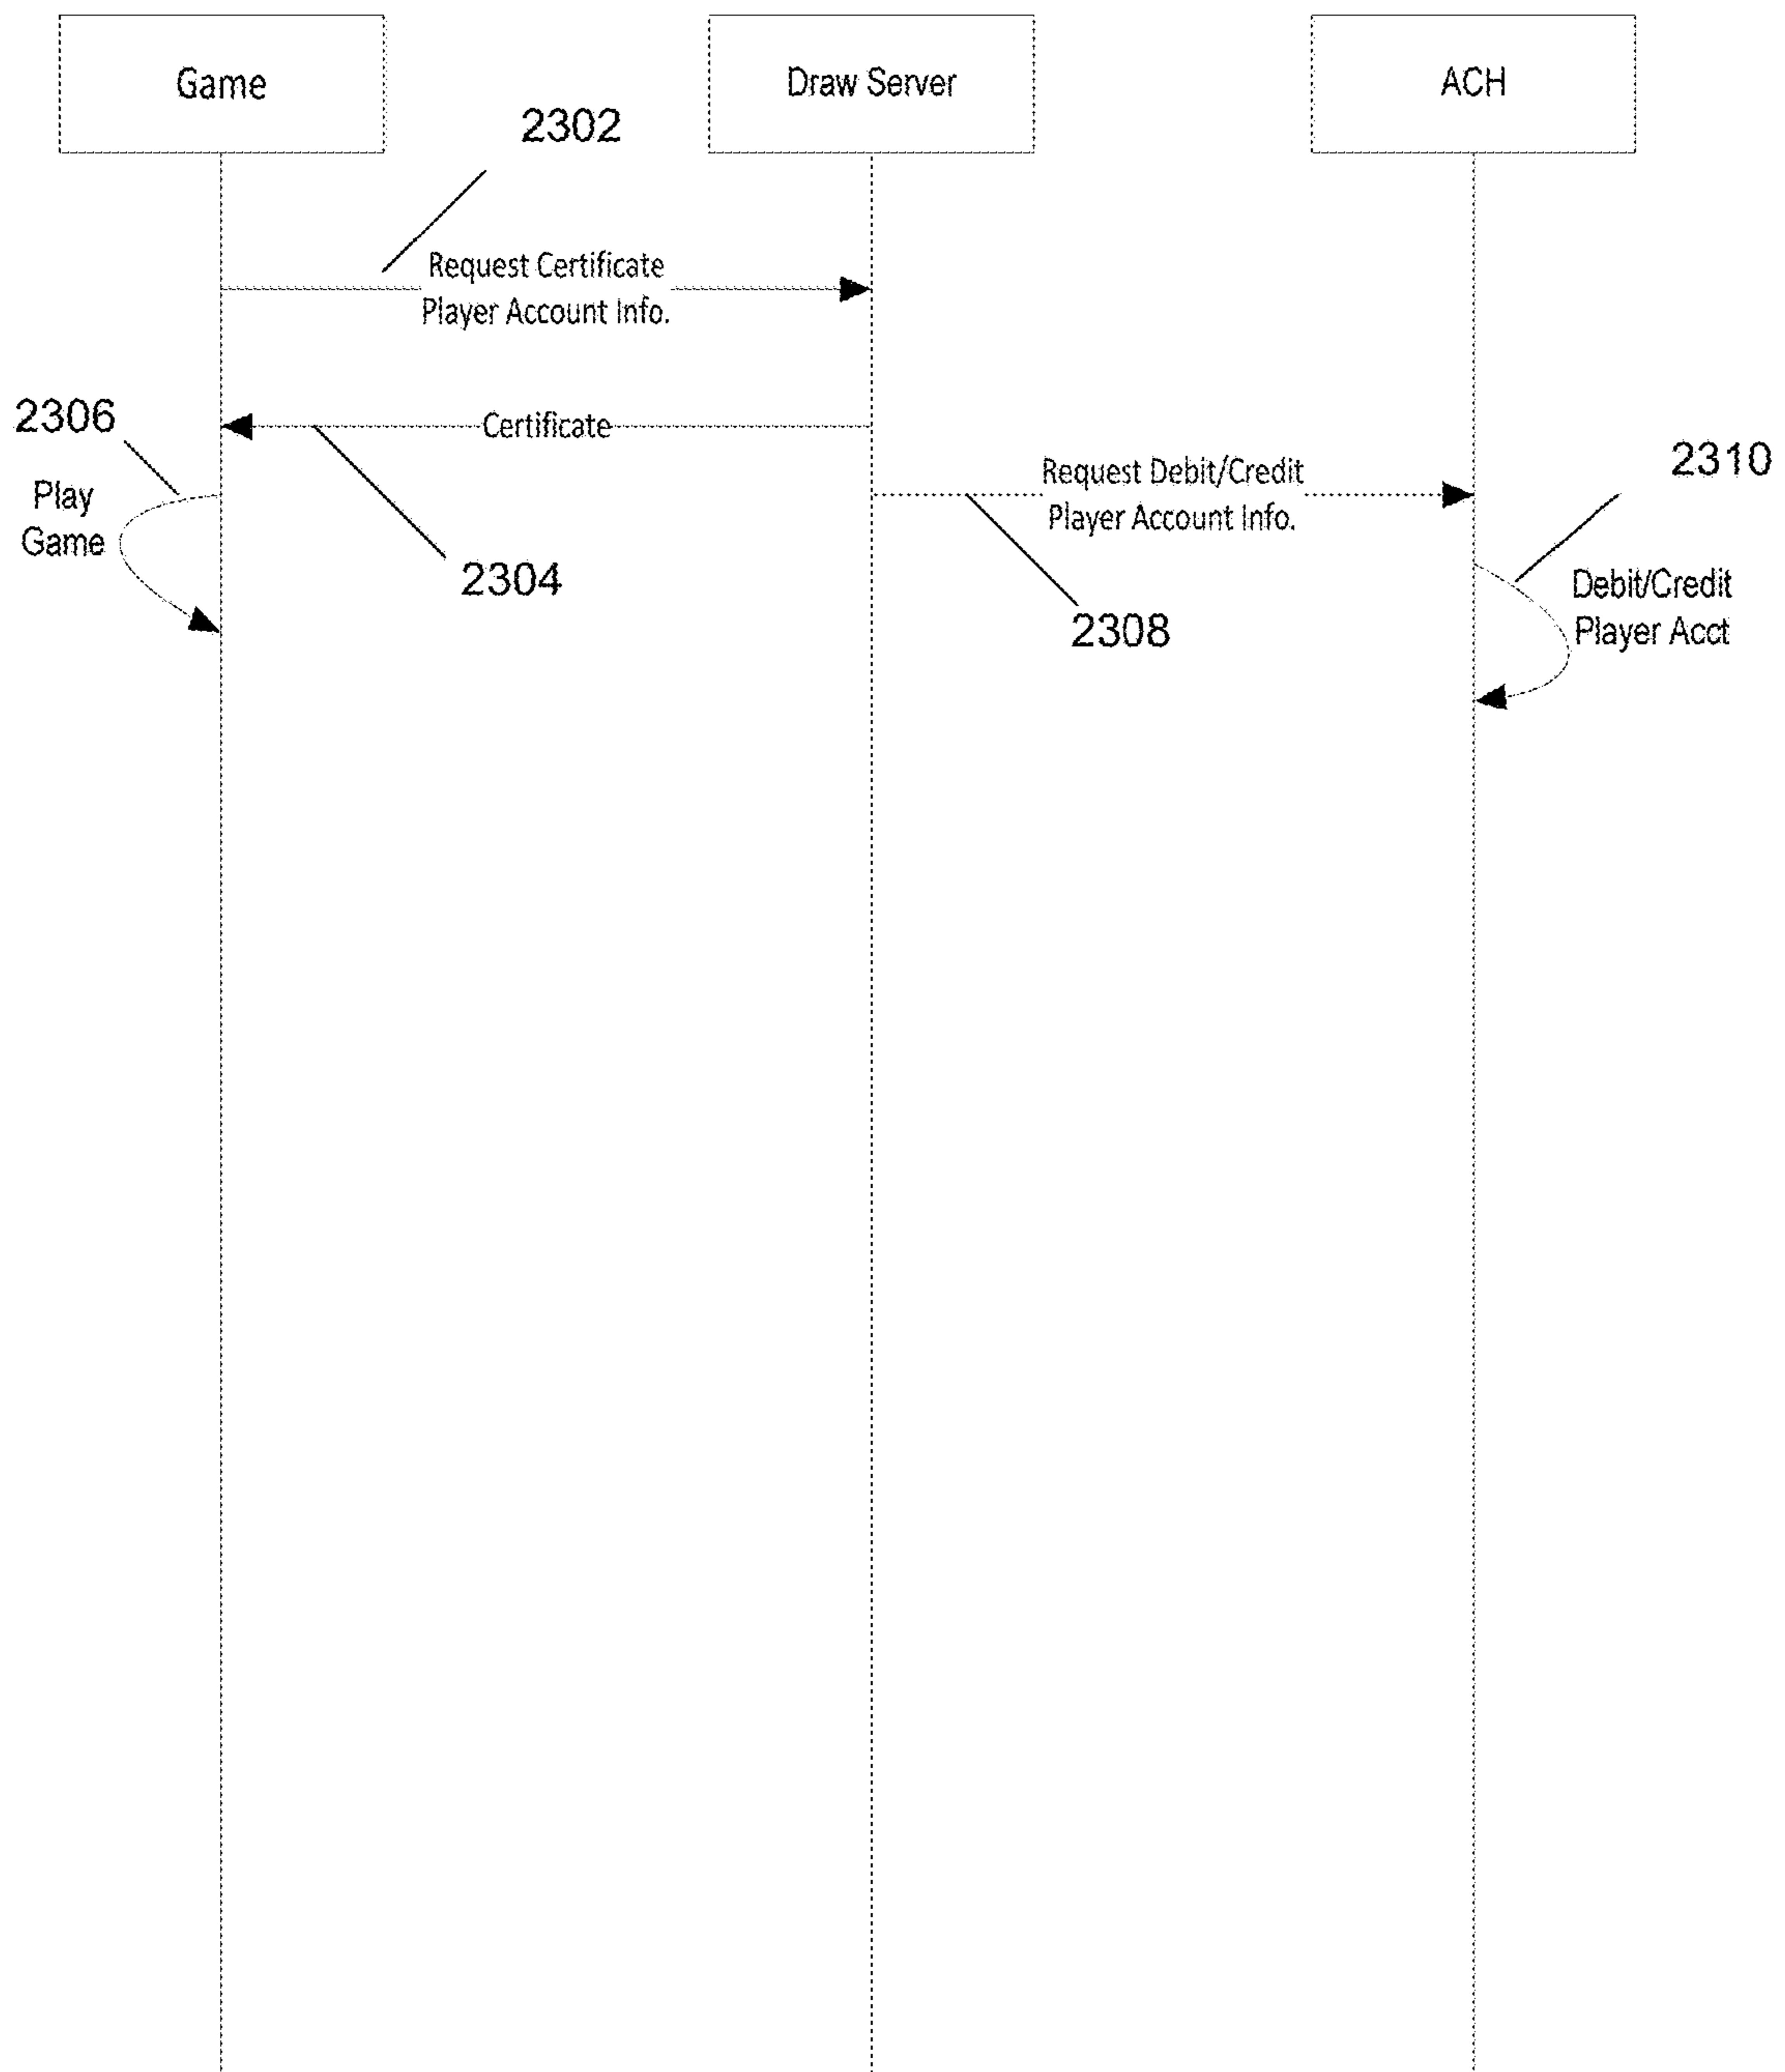 Game
Draw Server
ACH
2302
Request Certificate
Player Account Info.
2306
Certificate
2310
Request Debit/Credit
Player Account Info.
Play
Game
2304
2308
Debit/Credit
Player Acct